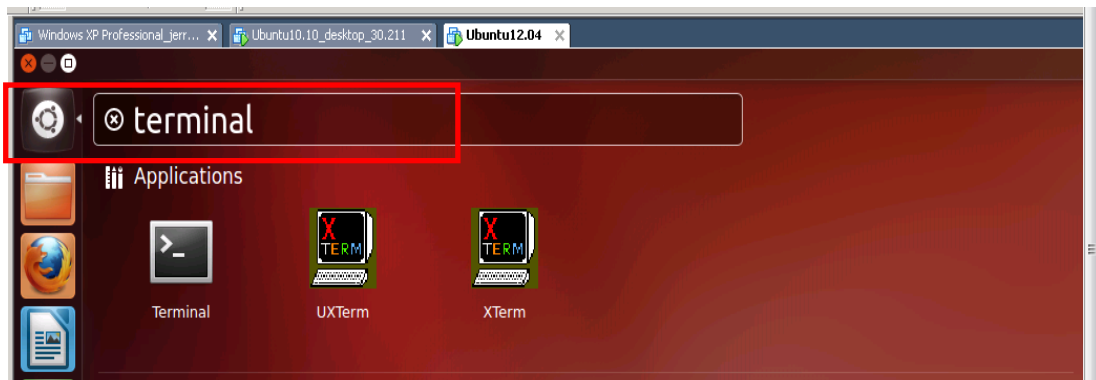 Windows XP Professional_jerr... Ubuntu10.10_desktop_30.211 Ubuntu12.04
terminal
Applications
>_
X TERM X TERM
Terminal UXTerm XTerm